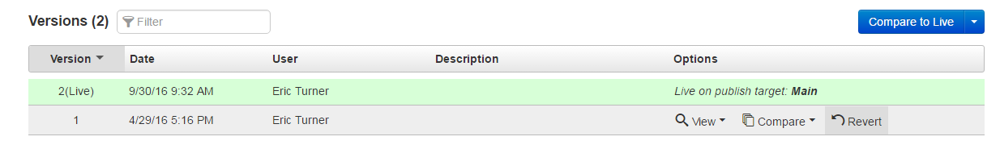 Versions (2) Filter Compare to Live
Version Date User Description Options
2(Live) 9/30/16 9:32 AM Eric Turner Live on publish target: Main
1 4/29/16 5:16 PM Eric Turner View Compare Revert